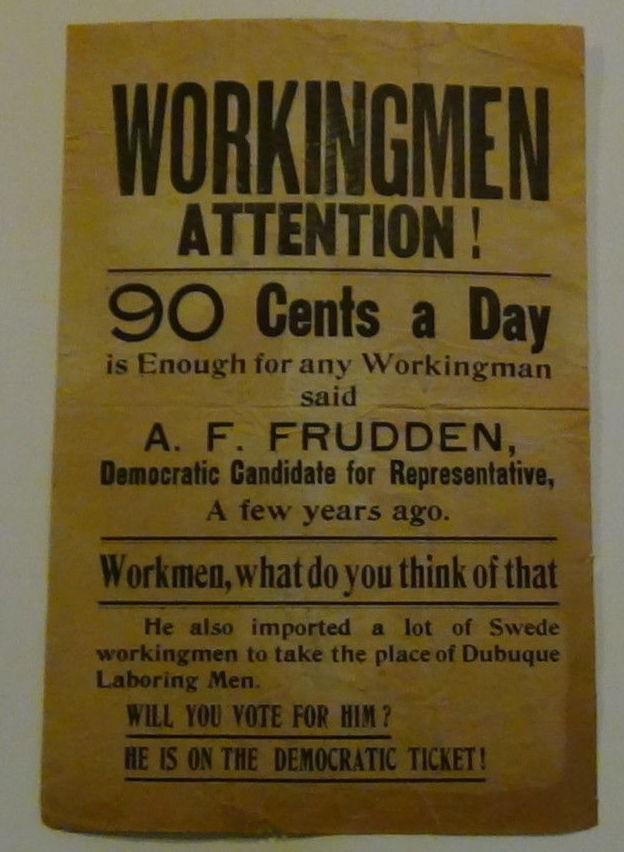 WORKINGMEN
ATTENTION!
90 Cents a Day
is Enough for any Workingman
said
A. F. FRUDDEN,
Democratic Candidate for Representative,
A few years ago.
Workmen, what do you think of that
He also imported a lot of Swede
workingmen to take the place of Dubuque
Laboring Men.
WILL YOU VOTE FOR HIM?
HE IS ON THE DEMOCRATIC TICKET!